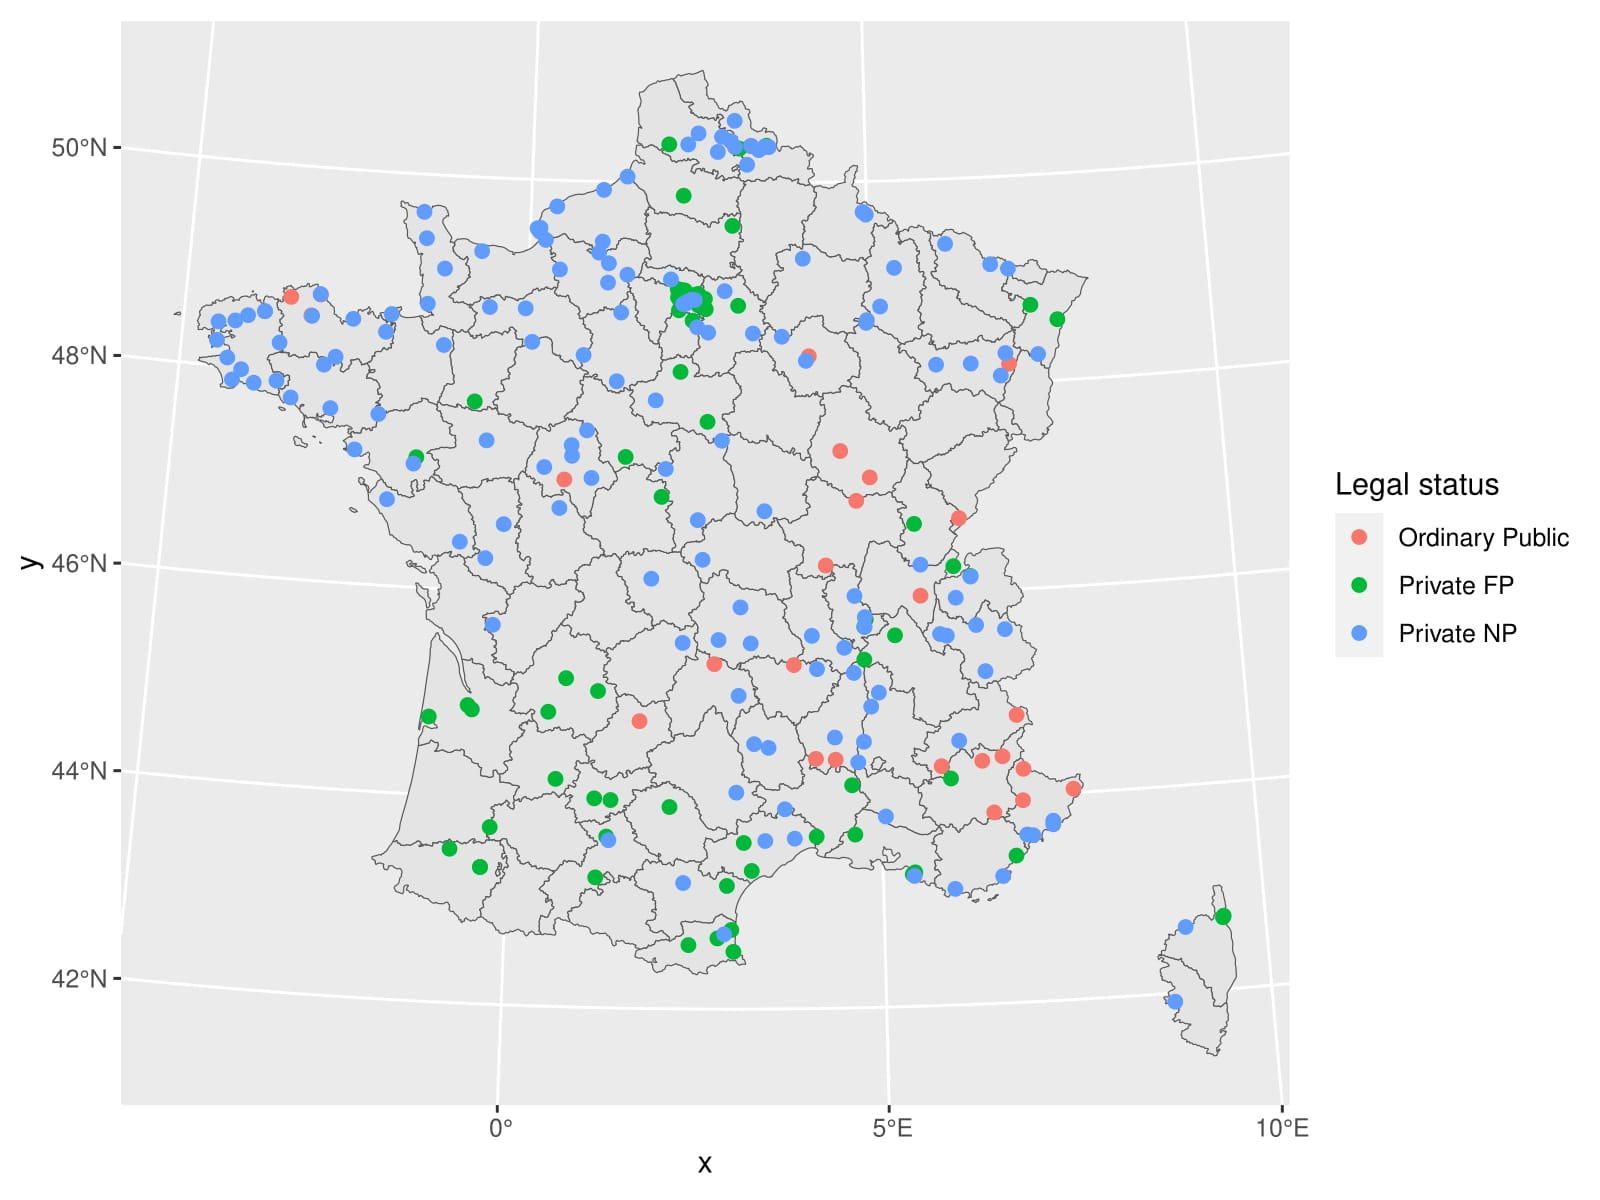 50°N
48°N
46°N
44°N
42°N
y
0°
5°E
10°E
x
Legal status
Ordinary Public
Private FP
Private NP